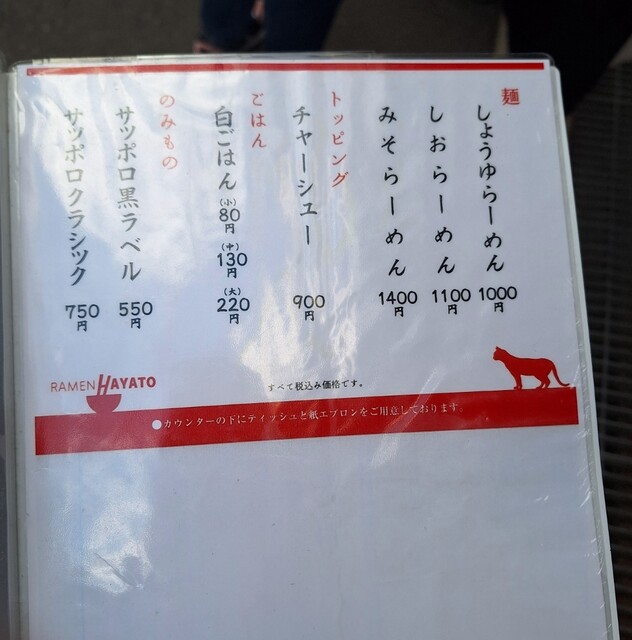 麺
しょうゆらーめん 1000円
しおらーめん 1100円
みそらーめん 1400円
トッピング
チャーシュー 900円
ごはん
白ごはん (小) 80円 (中) 130円 (大) 220円
のみもの
サッポロ黒ラベル 550円
サッポロクラシック 750円
RAMEN HAYATO
すべて税込み価格です。
●カウンターの下にティッシュと紙エプロンをご用意しております。